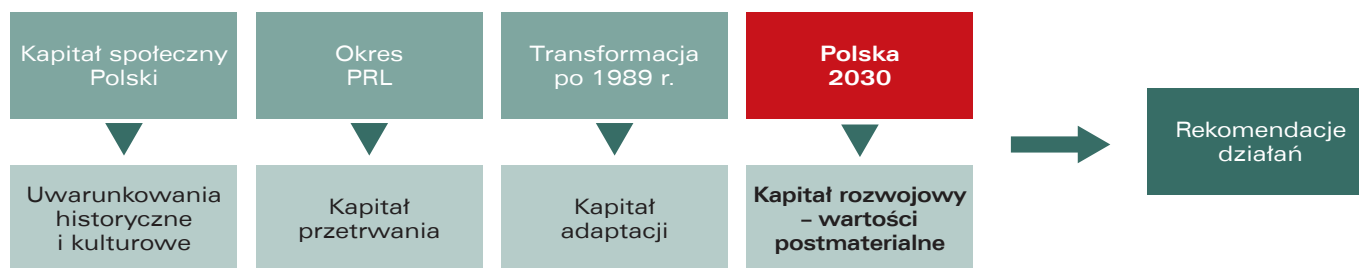 Kapitał społeczny
Polski
Okres
PRL
Transformacja
po 1989 r.
Polska
2030
Rekomendacje
działań
Uwarunkowania
historyczne
i kulturowe
Kapitał
przetrwania
Kapitał
adaptacji
Kapitał rozwojowy
– wartości
postmaterialne